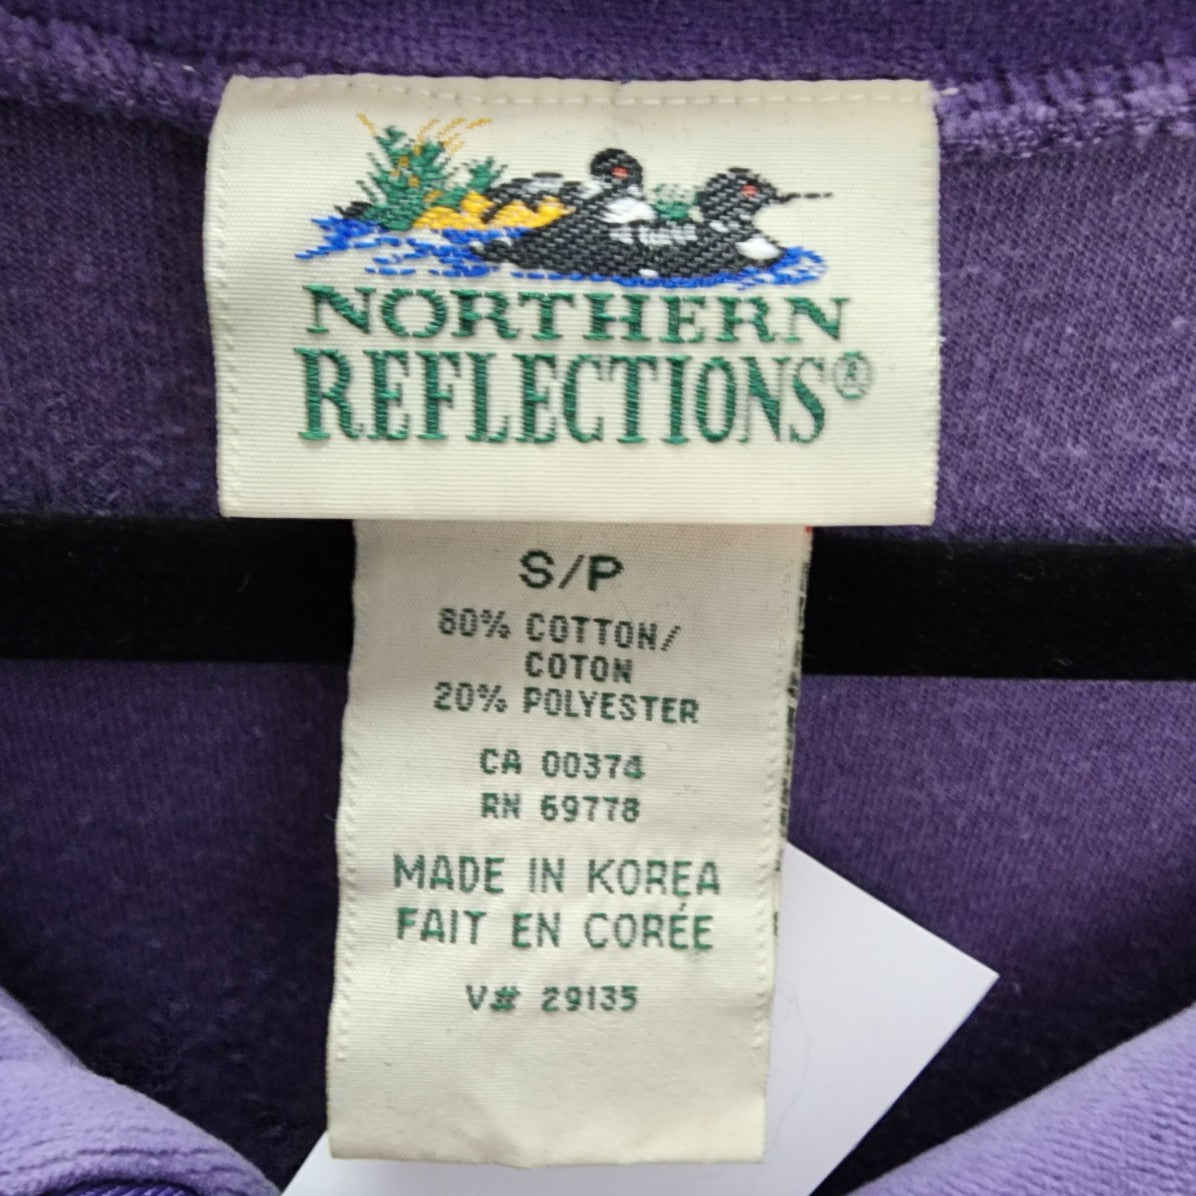 NORTHERN
REFLECTIONS®
S/P
80% COTTON/
COTON
20% POLYESTER
CA 00374
RN 69778
MADE IN KOREA
FAIT EN CORÉE
V# 29135